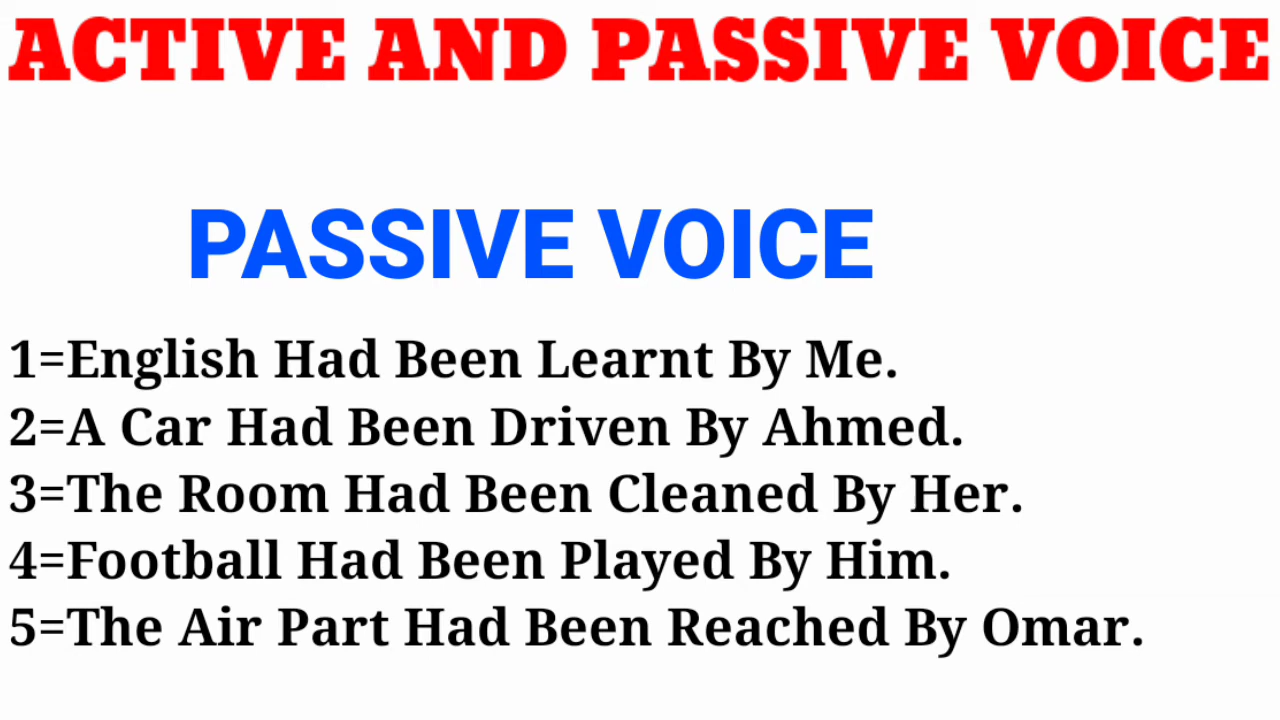 ACTIVE AND PASSIVE VOICE
PASSIVE VOICE
1=English Had Been Learnt By Me.
2=A Car Had Been Driven By Ahmed.
3=The Room Had Been Cleaned By Her.
4=Football Had Been Played By Him.
5=The Air Part Had Been Reached By Omar.